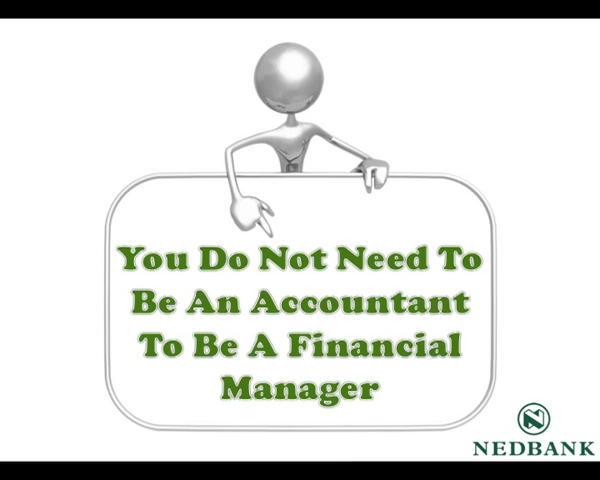 You Do Not Need To
Be An Accountant
To Be A Financial
Manager
NEDBANK